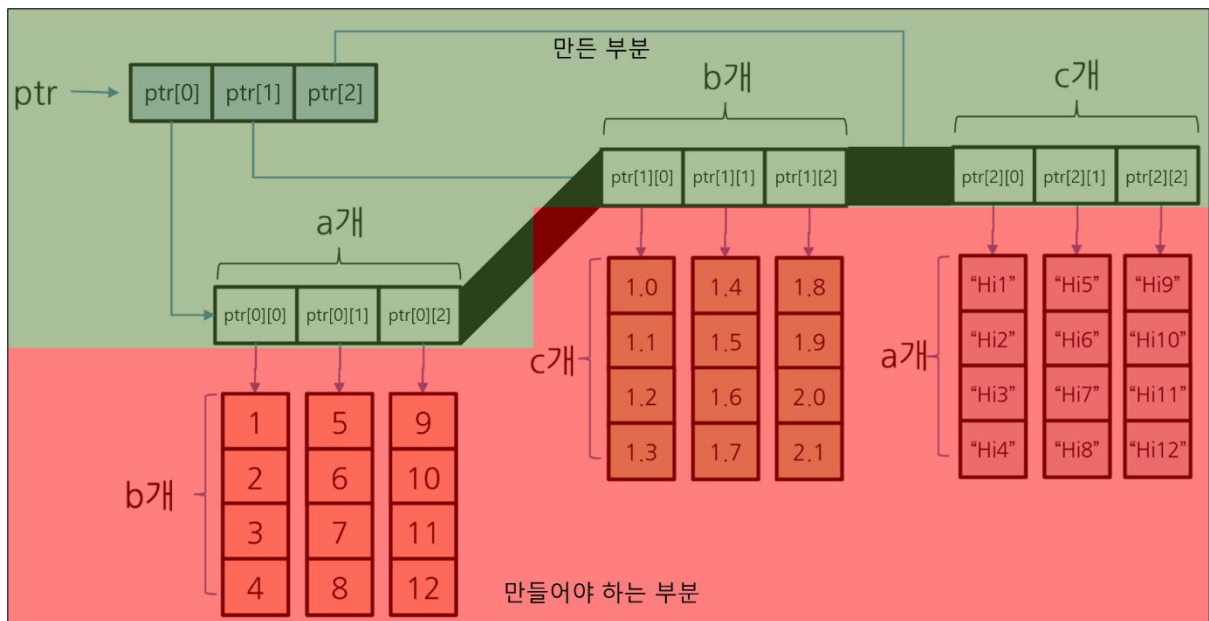 만든 부분
ptr
ptr[0] ptr[1] ptr[2]
b개
c개
ptr[1][0] ptr[1][1] ptr[1][2]
ptr[2][0] ptr[2][1] ptr[2][2]
a개
ptr[0][0] ptr[0][1] ptr[0][2]
c개
1.0 1.4 1.8
1.1 1.5 1.9
1.2 1.6 2.0
1.3 1.7 2.1
a개
“Hi1” “Hi5” “Hi9”
“Hi2” “Hi6” “Hi10”
“Hi3” “Hi7” “Hi11”
“Hi4” “Hi8” “Hi12”
b개
1 5 9
2 6 10
3 7 11
4 8 12
만들어야 하는 부분